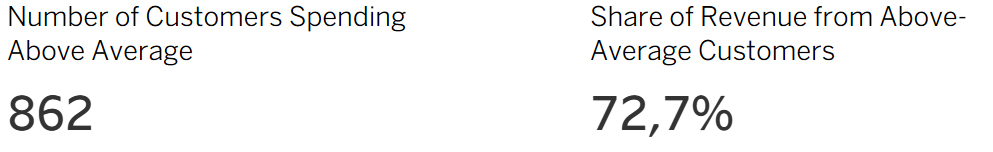 Number of Customers Spending
Above Average
862
Share of Revenue from Above-
Average Customers
72,7%